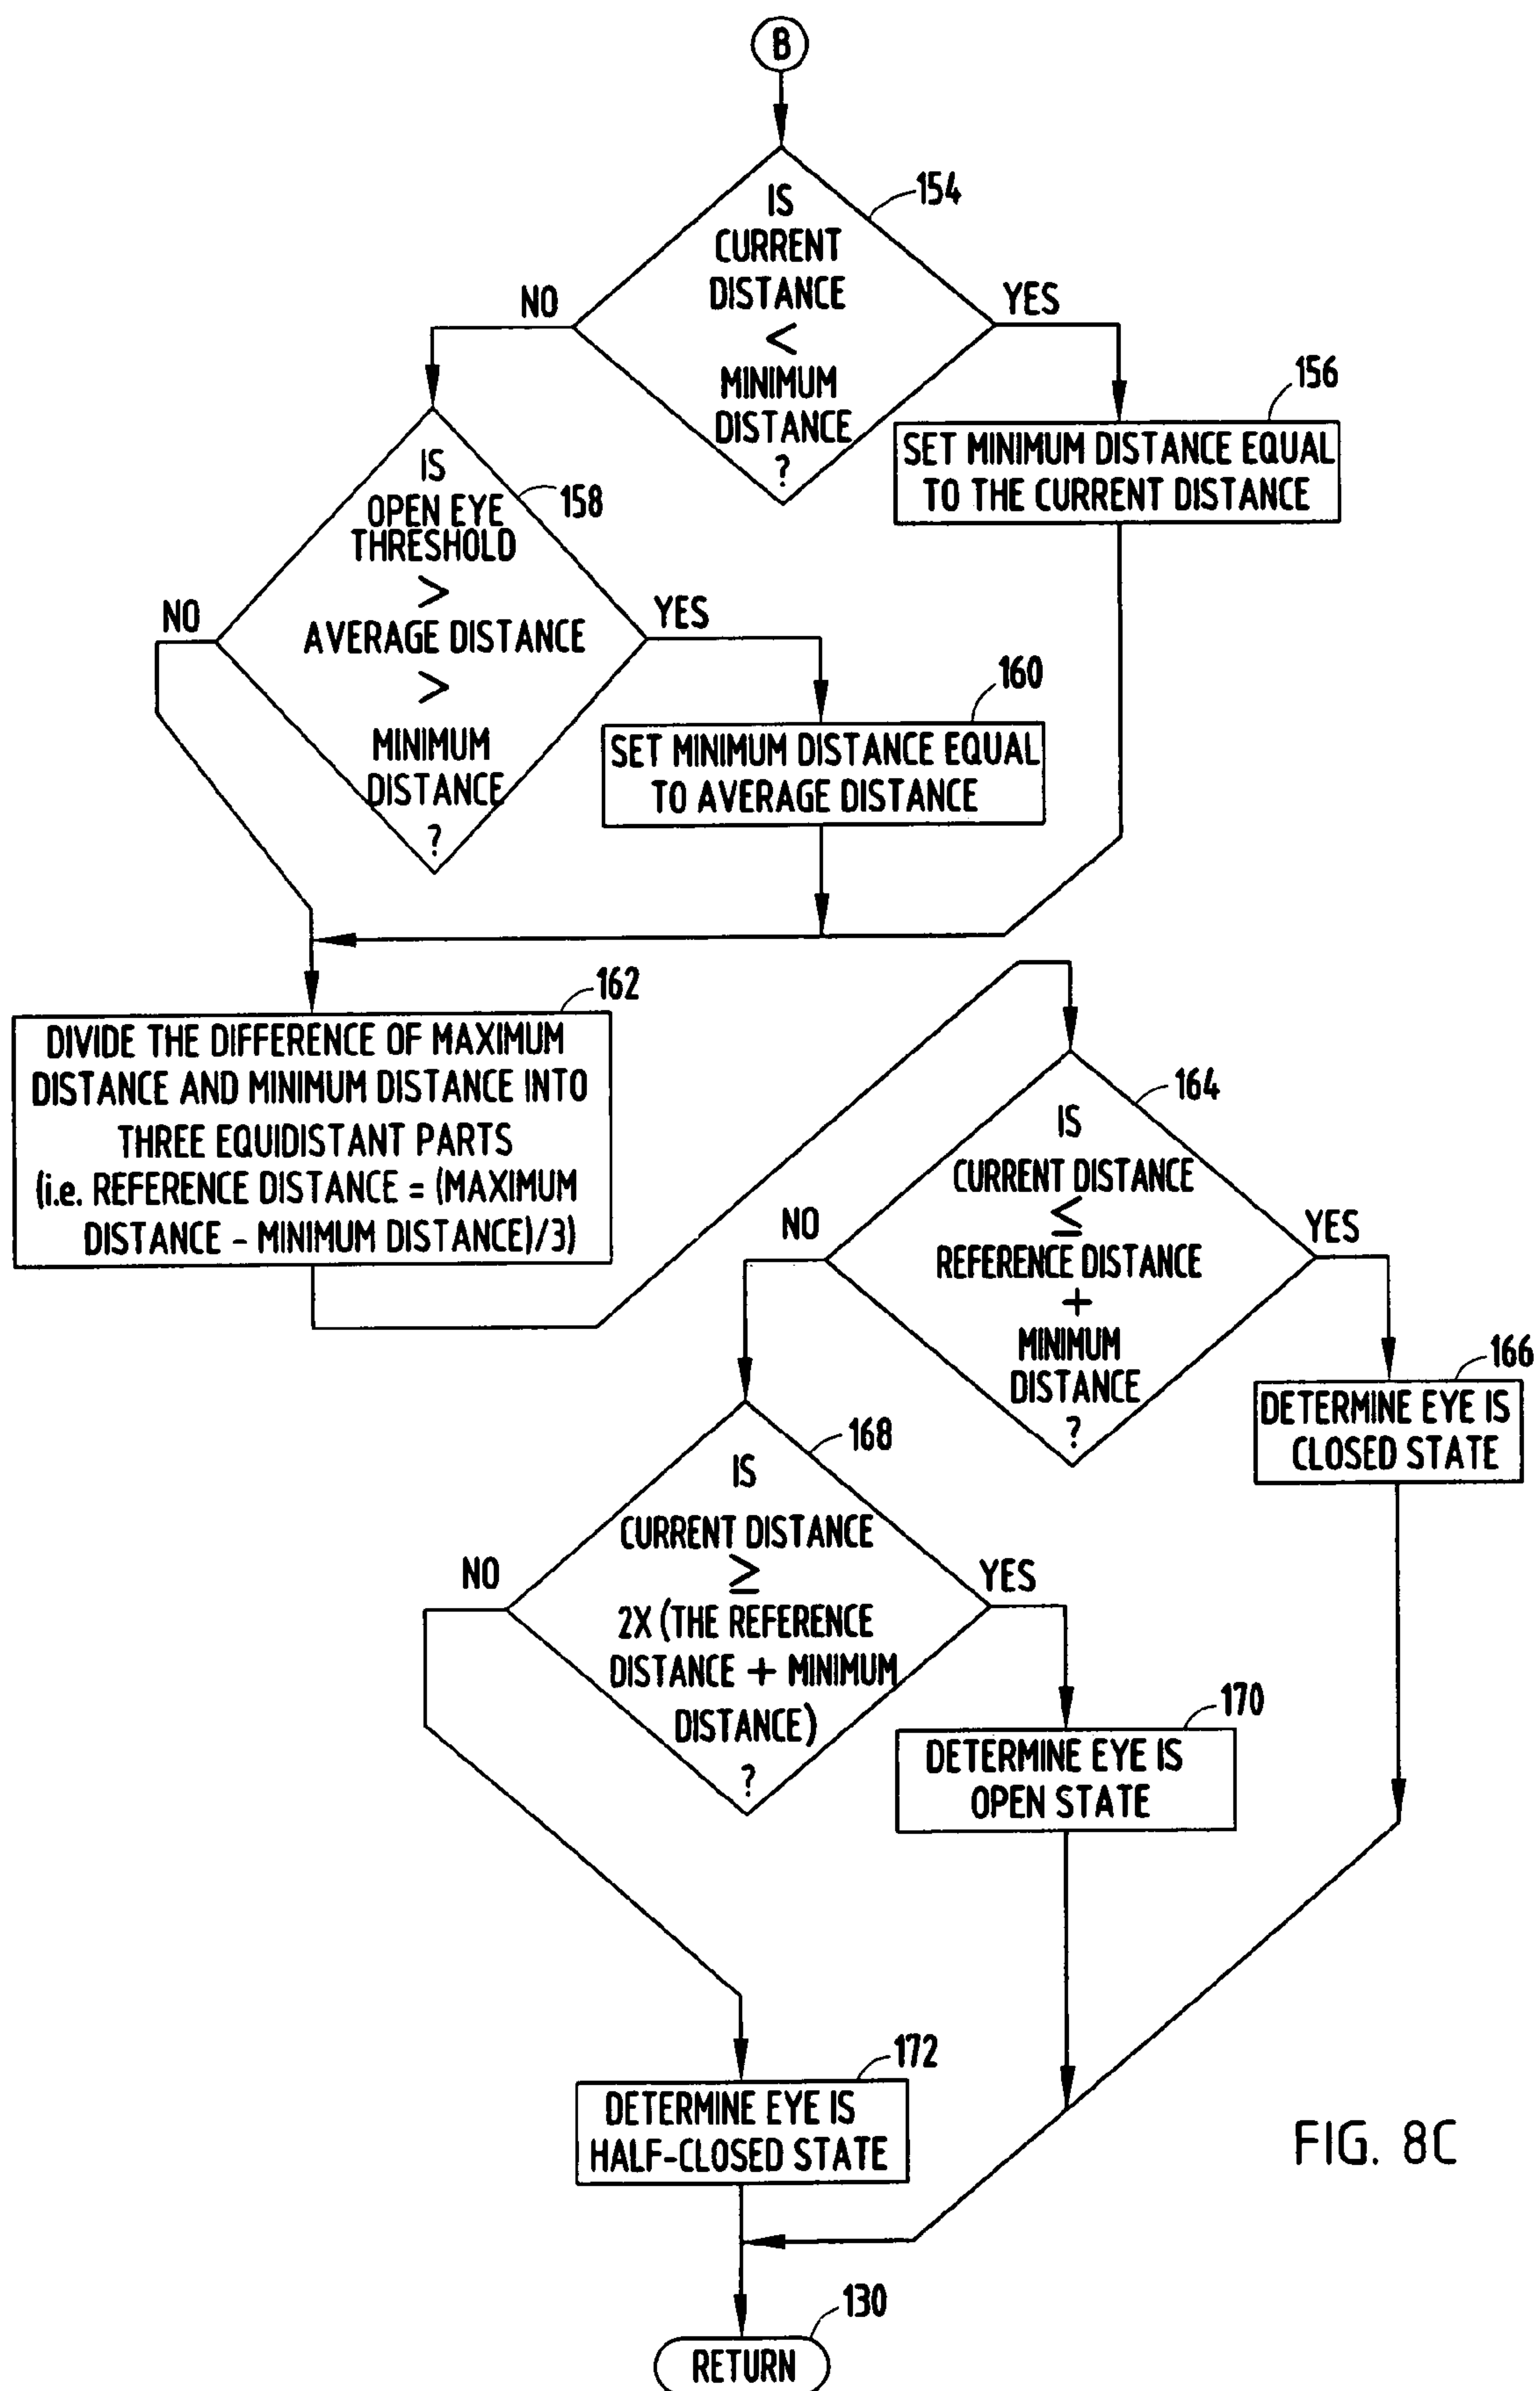 B
IS
CURRENT
DISTANCE
<
MINIMUM
DISTANCE
?
154
NO
YES
156
SET MINIMUM DISTANCE EQUAL
TO THE CURRENT DISTANCE
IS
OPEN EYE
THRESHOLD
>
AVERAGE DISTANCE
>
MINIMUM
DISTANCE
?
158
NO
YES
160
SET MINIMUM DISTANCE EQUAL
TO AVERAGE DISTANCE
162
DIVIDE THE DIFFERENCE OF MAXIMUM
DISTANCE AND MINIMUM DISTANCE INTO
THREE EQUIDISTANT PARTS
(i.e. REFERENCE DISTANCE = (MAXIMUM
DISTANCE - MINIMUM DISTANCE)/3)
164
IS
CURRENT DISTANCE
≤
REFERENCE DISTANCE
+
MINIMUM
DISTANCE
?
NO
YES
166
DETERMINE EYE IS
CLOSED STATE
168
IS
CURRENT DISTANCE
≥
2X (THE REFERENCE
DISTANCE + MINIMUM
DISTANCE)
?
NO
YES
170
DETERMINE EYE IS
OPEN STATE
172
DETERMINE EYE IS
HALF-CLOSED STATE
FIG. 8C
130
RETURN